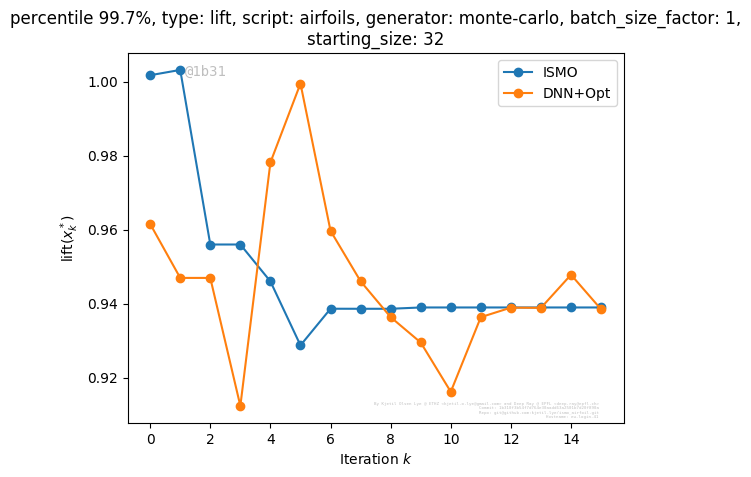 percentile 99.7%, type: lift, script: airfoils, generator: monte-carlo, batch_size_factor: 1,
starting_size: 32
@1b31
ISMO
DNN+Opt
1.00
0.98
0.96
0.94
0.92
lift(x*k)
0 2 4 6 8 10 12 14
Iteration k